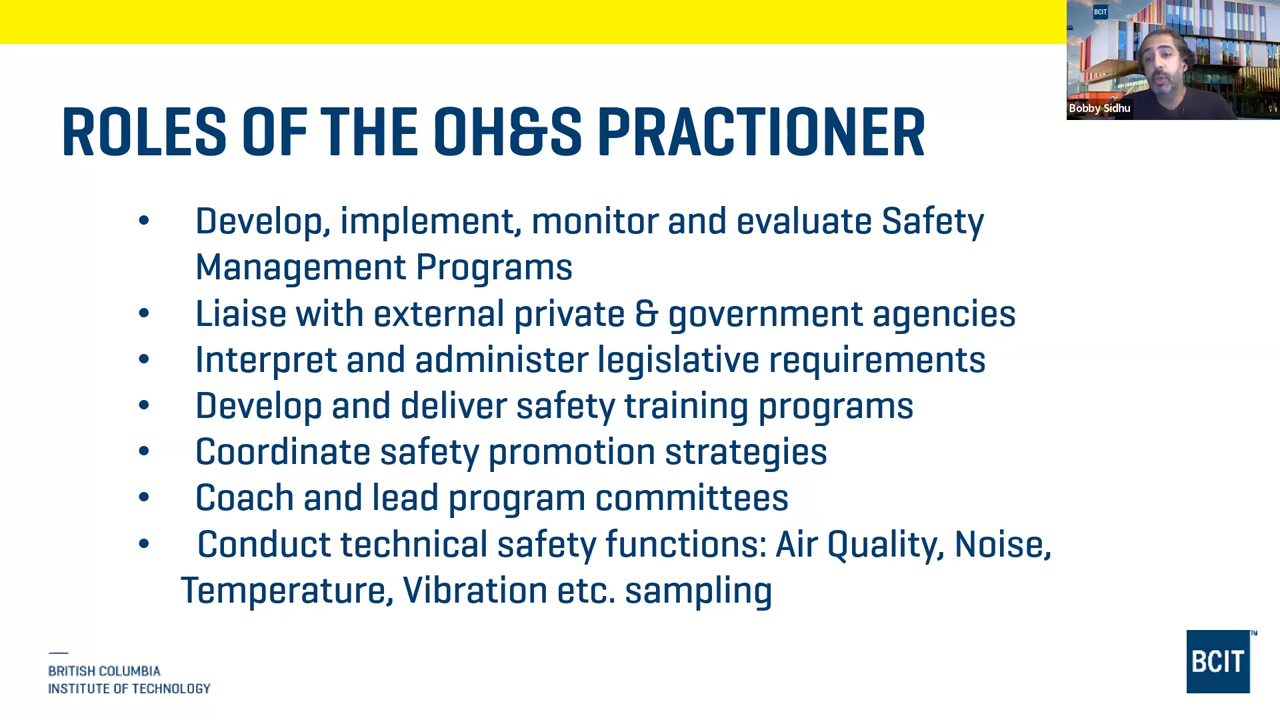 BCIT
Bobby Sidhu
ROLES OF THE OH&S PRACTIONER
• Develop, implement, monitor and evaluate Safety
Management Programs
• Liaise with external private & government agencies
• Interpret and administer legislative requirements
• Develop and deliver safety training programs
• Coordinate safety promotion strategies
• Coach and lead program committees
• Conduct technical safety functions: Air Quality, Noise,
Temperature, Vibration etc. sampling
BRITISH COLUMBIA
INSTITUTE OF TECHNOLOGY
BCIT™